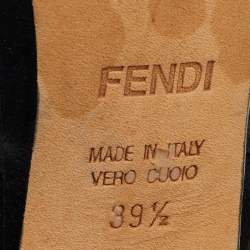 FENDI
MADE IN ITALY
VERO CUOIO
39½